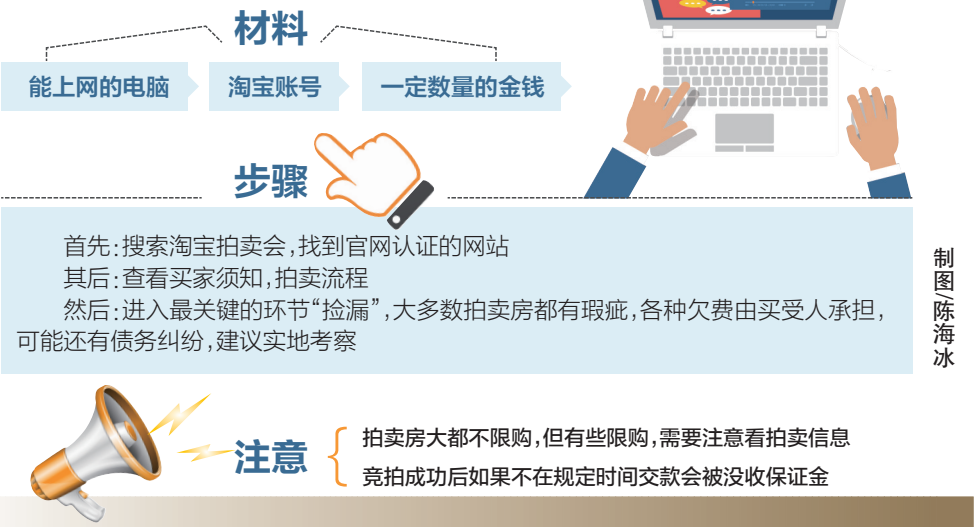 材料
能上网的电脑
淘宝账号
一定数量的金钱
步骤
首先:搜索淘宝拍卖会,找到官网认证的网站
其后:查看买家须知,拍卖流程
然后:进入最关键的环节“捡漏”,大多数拍卖房都有瑕疵,各种欠费由买受人承担,
可能还有债务纠纷,建议实地考察
制图/陈海冰
注意
拍卖房大都不限购,但有些限购,需要注意看拍卖信息
竞拍成功后如果不在规定时间交款会被没收保证金